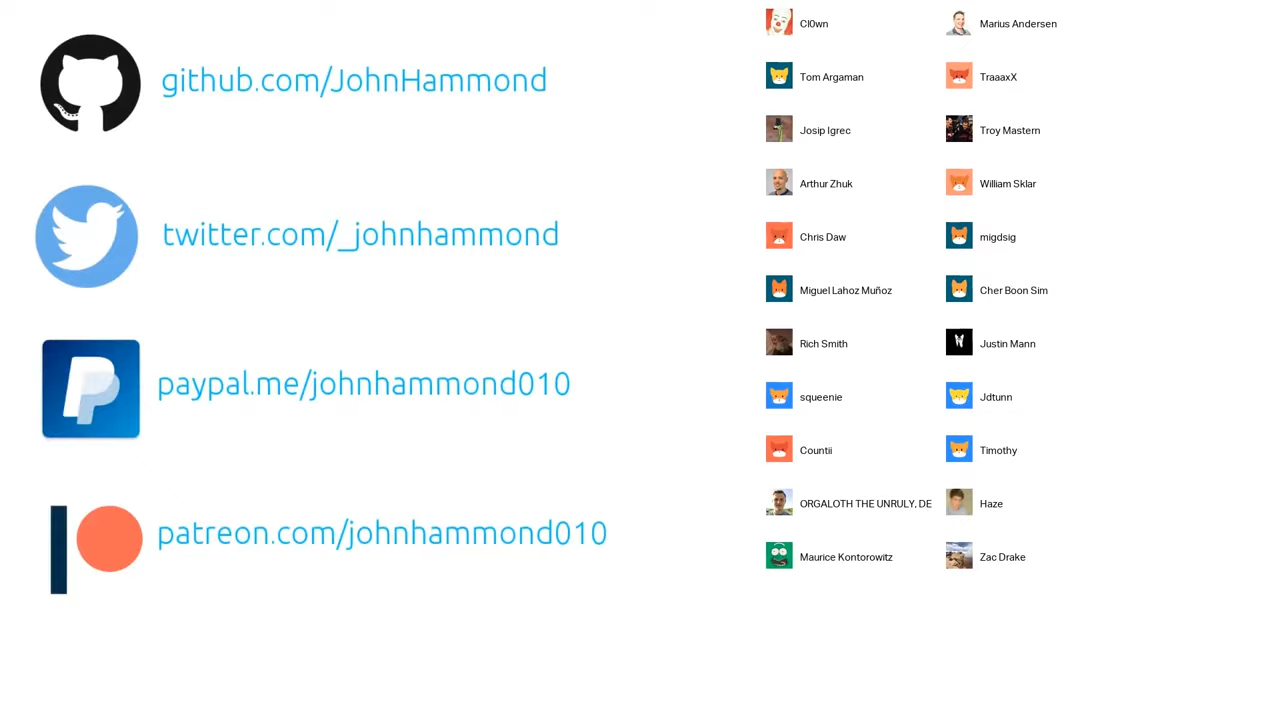 github.com/JohnHammond
twitter.com/_johnhammond
paypal.me/johnhammond010
patreon.com/johnhammond010
Cl0wn
Marius Andersen
Tom Argaman
TraaaxX
Josip Igrec
Troy Mastern
Arthur Zhuk
William Sklar
Chris Daw
migdsig
Miguel Lahoz Muñoz
Cher Boon Sim
Rich Smith
Justin Mann
squeenie
Jdtunn
Countii
Timothy
ORGALOTH THE UNRULY, DE
Haze
Maurice Kontorowitz
Zac Drake